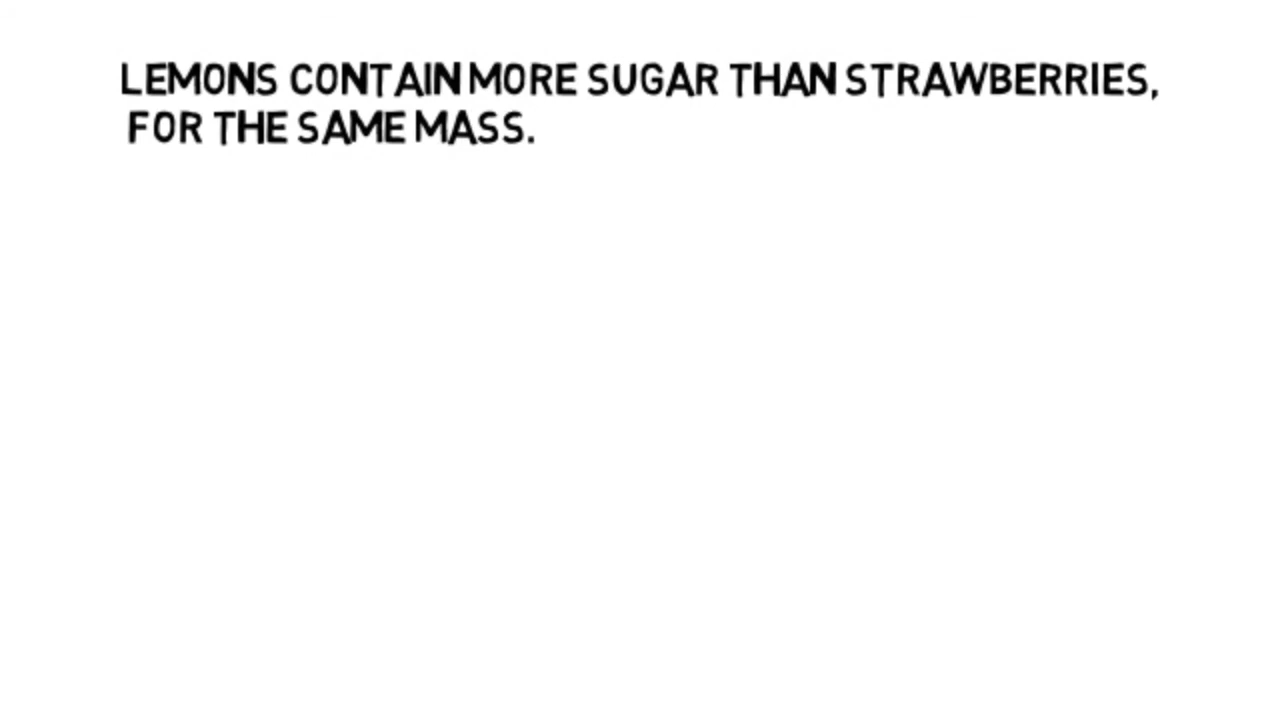 LEMONS CONTAIN MORE SUGAR THAN STRAWBERRIES,
FOR THE SAME MASS.